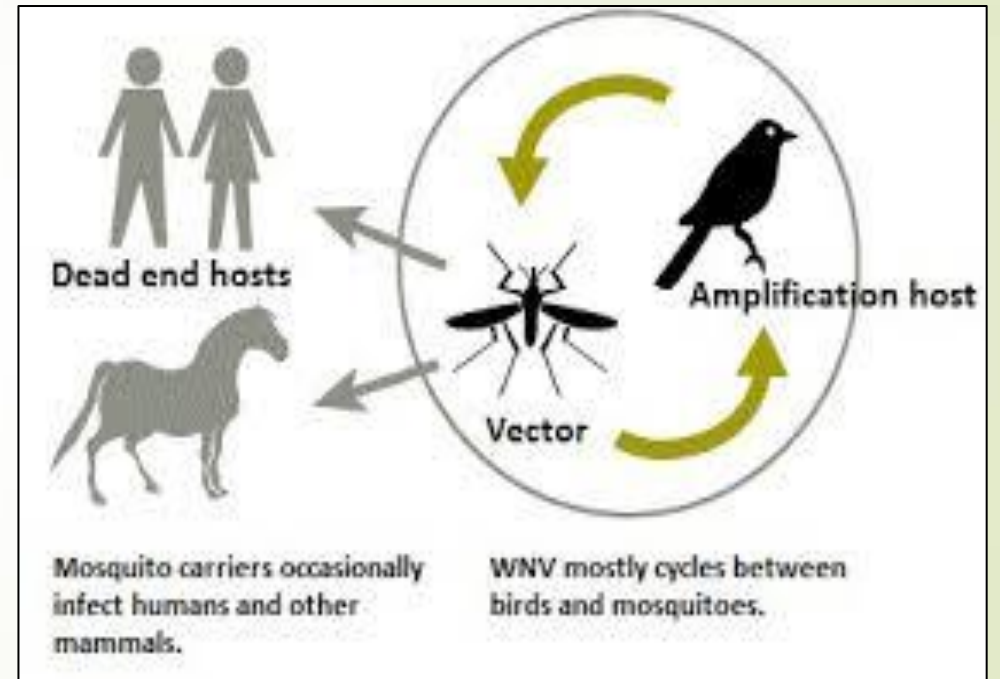 Dead end hosts
Amplification host
Vector
Mosquito carriers occasionally
infect humans and other
mammals.
WNV mostly cycles between
birds and mosquitoes.